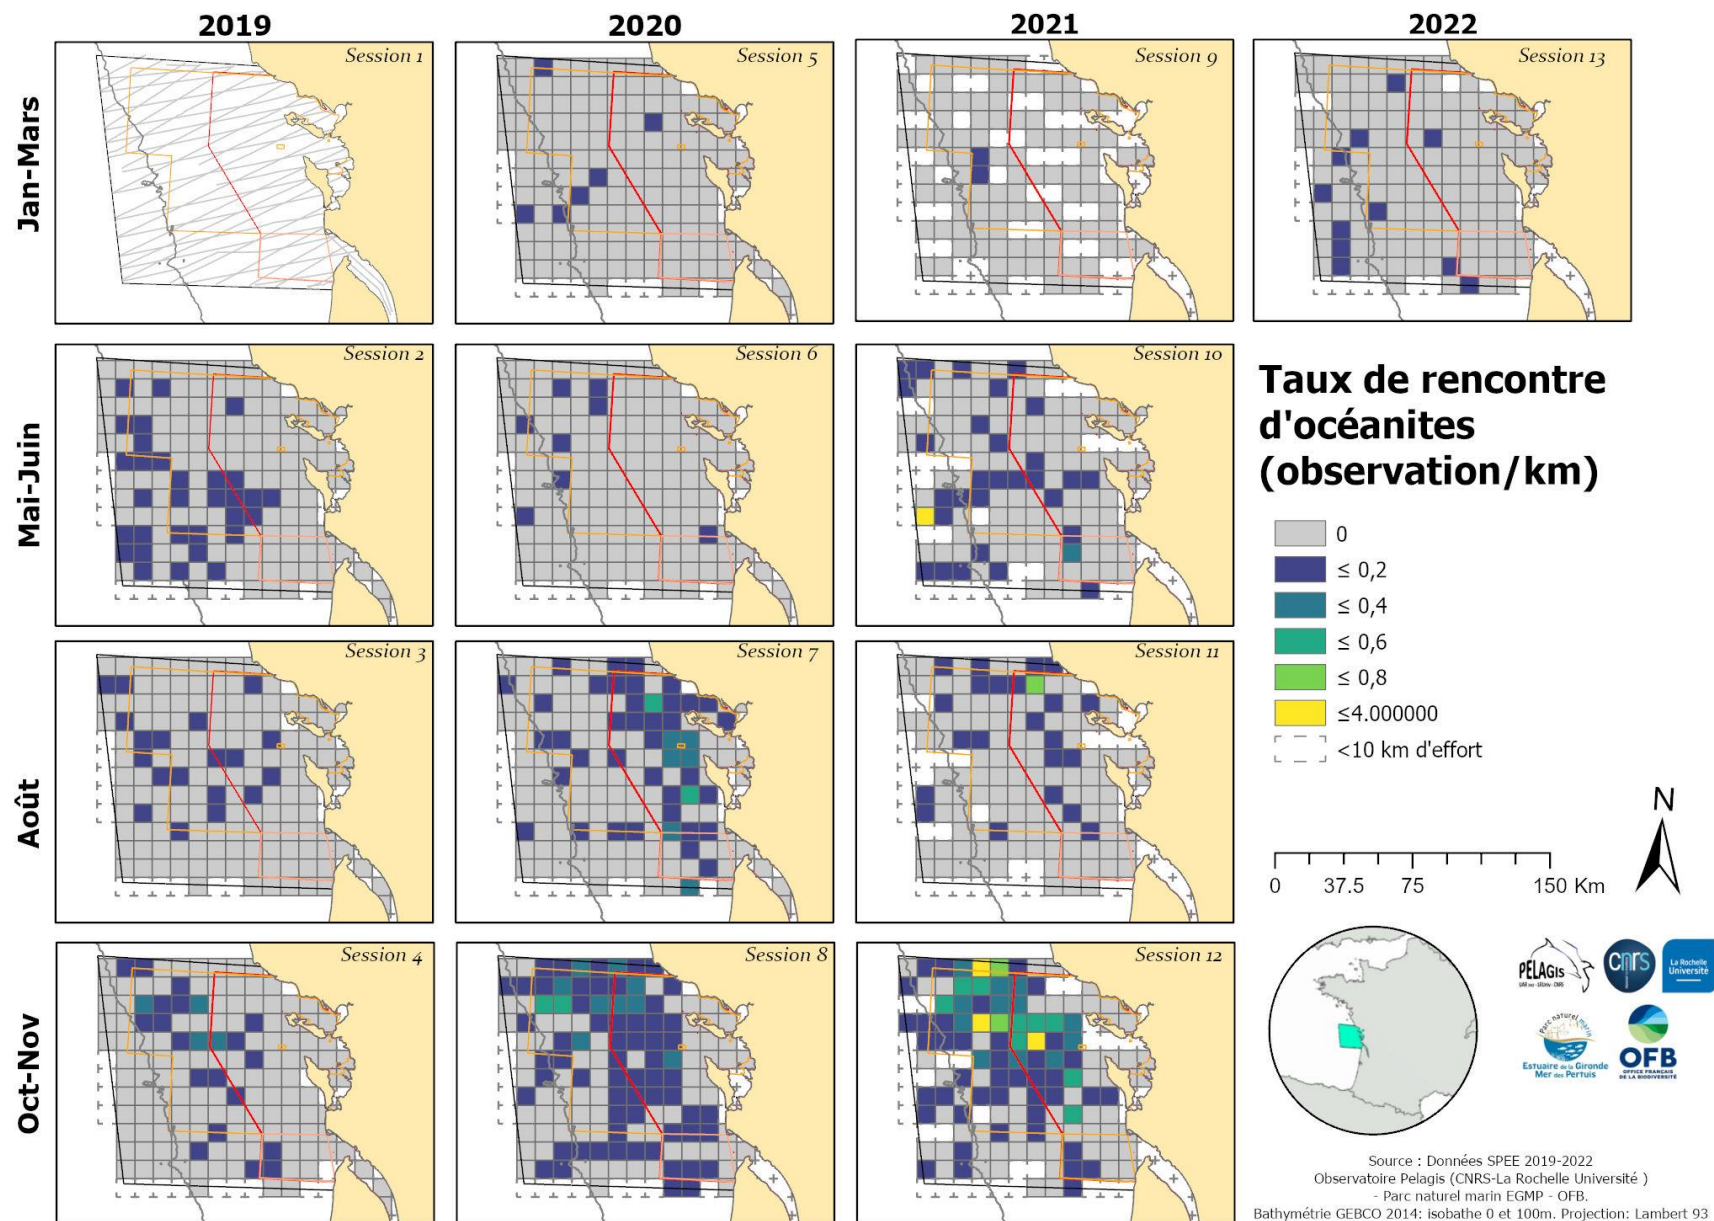 2019
2020
2021
2022
Jan-Mars
Session 1
Session 5
Session 9
Session 13
Mai-Juin
Session 2
Session 6
Session 10
Août
Session 3
Session 7
Session 11
Oct-Nov
Session 4
Session 8
Session 12
Taux de rencontre
d'océanites
(observation/km)
0
≤ 0,2
≤ 0,4
≤ 0,6
≤ 0,8
≤4.000000
<10 km d'effort
N
0 37.5 75 150 Km
PELAGIS
cnrs
La Rochelle
Université
Parc naturel marin
Estuaire de la Gironde
Mer des Pertuis
OFB
OFFICE FRANÇAIS
DE LA BIODIVERSITÉ
Source : Données SPEE 2019-2022
Observatoire Pelagis (CNRS-La Rochelle Université )
- Parc naturel marin EGMP - OFB.
Bathymétrie GEBCO 2014: isobathe 0 et 100m. Projection: Lambert 93